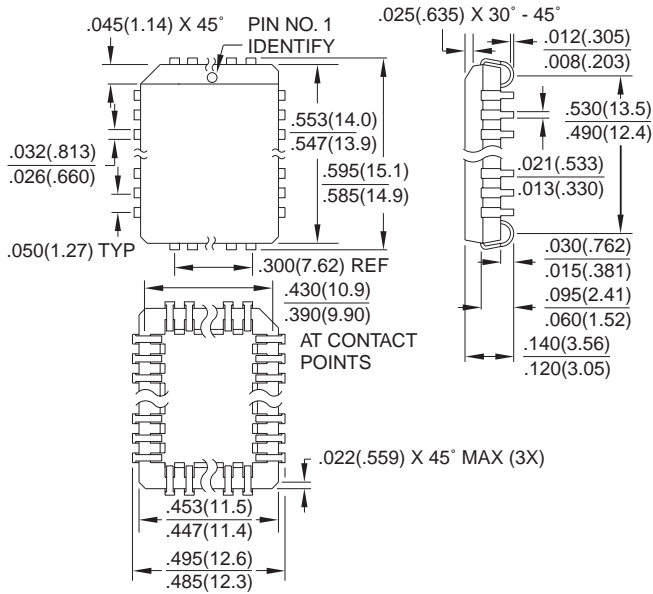 .045(1.14) X 45°
PIN NO. 1
IDENTIFY
.025(.635) X 30° - 45°
.012(.305)
.008(.203)
.553(14.0)
.547(13.9)
.595(15.1)
.585(14.9)
.032(.813)
.026(.660)
.050(1.27) TYP
.530(13.5)
.490(12.4)
.021(.533)
.013(.330)
.300(7.62) REF
.430(10.9)
.390(9.90)
AT CONTACT
POINTS
.030(.762)
.015(.381)
.095(2.41)
.060(1.52)
.140(3.56)
.120(3.05)
.022(.559) X 45° MAX (3X)
.453(11.5)
.447(11.4)
.495(12.6)
.485(12.3)